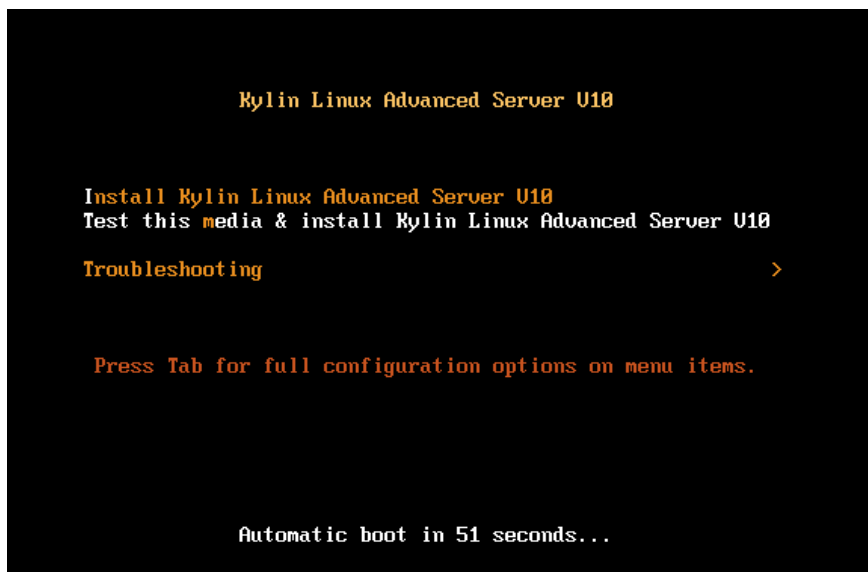 Kylin Linux Advanced Server V10
Install Kylin Linux Advanced Server V10
Test this media & install Kylin Linux Advanced Server V10
Troubleshooting >
Press Tab for full configuration options on menu items.
Automatic boot in 51 seconds...